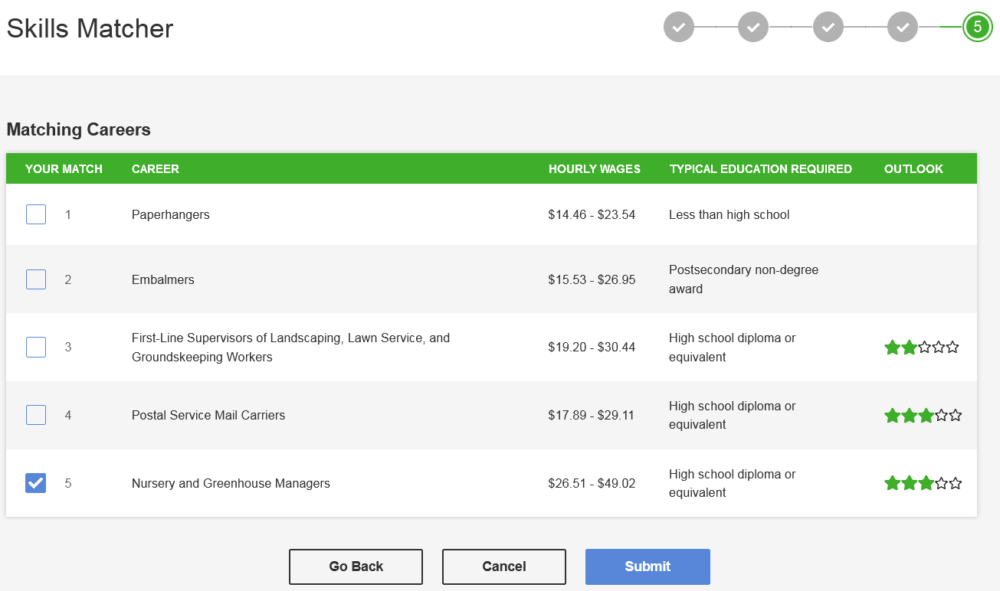 Skills Matcher
5
Matching Careers
YOUR MATCH CAREER HOURLY WAGES TYPICAL EDUCATION REQUIRED OUTLOOK
1 Paperhangers $14.46 - $23.54 Less than high school
2 Embalmers $15.53 - $26.95 Postsecondary non-degree
award
3 First-Line Supervisors of Landscaping, Lawn Service, and
Groundskeeping Workers $19.20 - $30.44 High school diploma or
equivalent
4 Postal Service Mail Carriers $17.89 - $29.11 High school diploma or
equivalent
5 Nursery and Greenhouse Managers $26.51 - $49.02 High school diploma or
equivalent
Go Back Cancel Submit